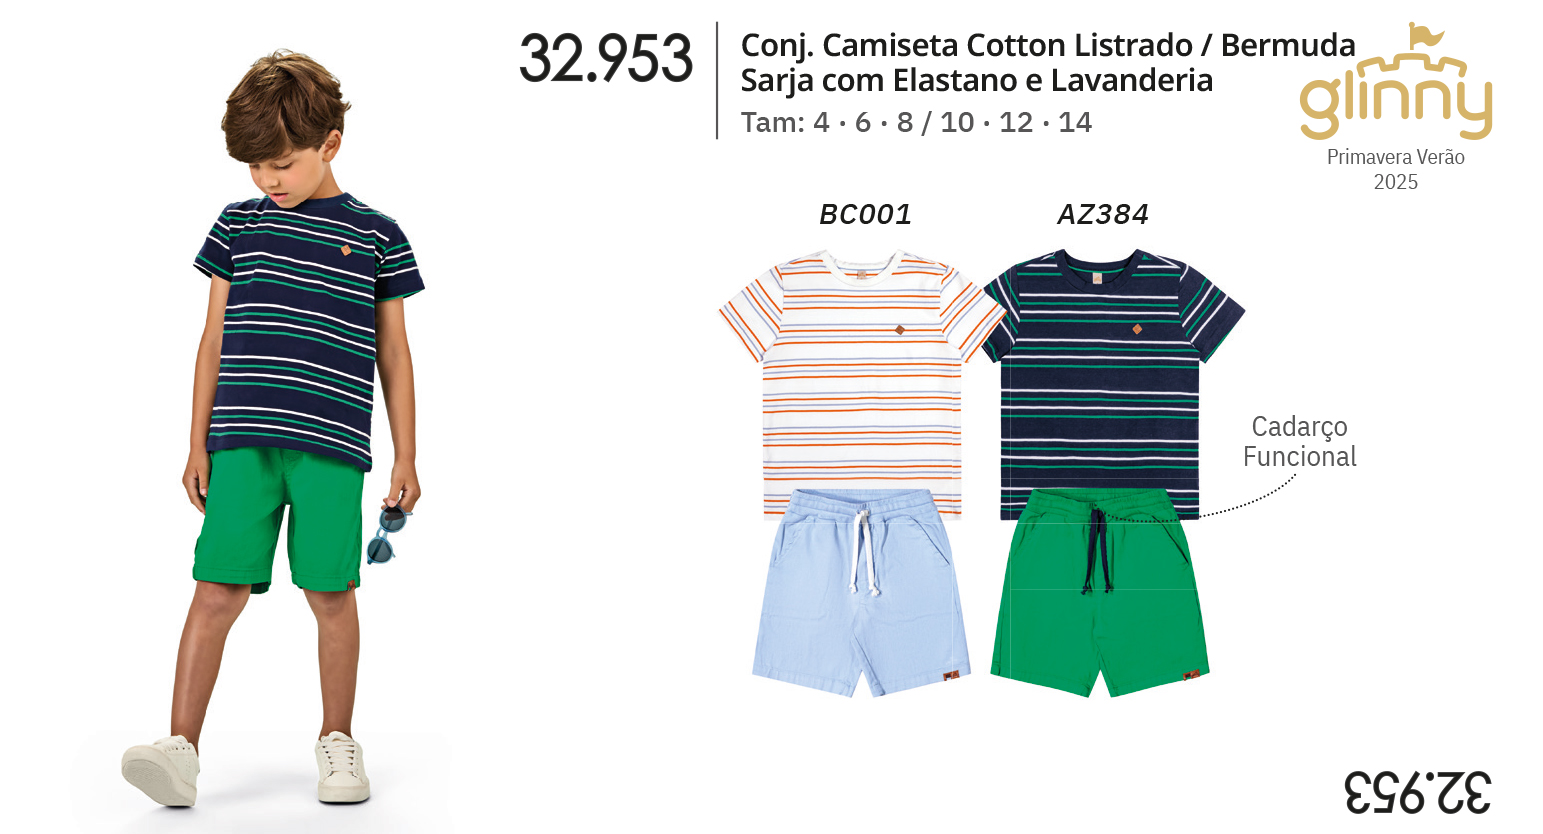 32.953
Conj. Camiseta Cotton Listrado / Bermuda
Sarja com Elastano e Lavanderia
Tam: 4 · 6 · 8 / 10 · 12 · 14
glinny
Primavera Verão
2025
BC001
AZ384
Cadarço
Funcional
32.953